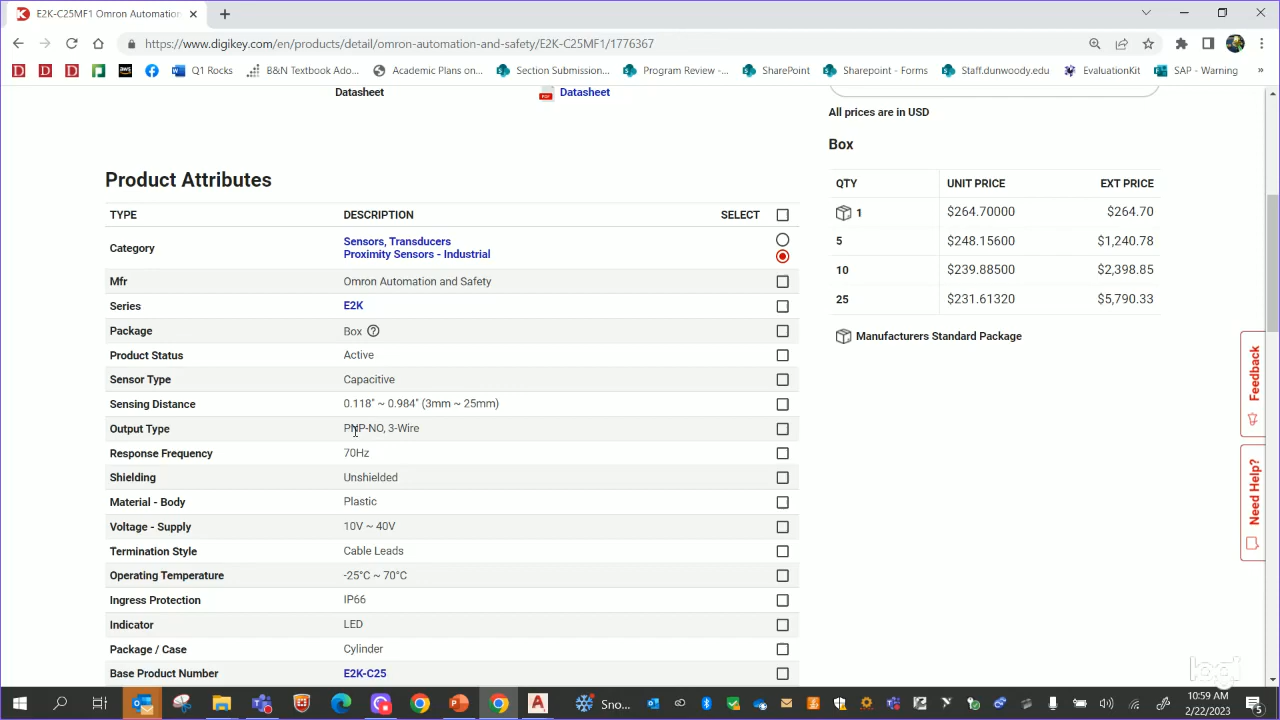 E2K-C25MF1 Omron Automation
https://www.digikey.com/en/products/detail/omron-automation-and-safety/E2K-C25MF1/1776367
Q1 Rocks
B&N Textbook Ado...
Academic Plans on...
Section Submission...
Program Review -...
SharePoint
Sharepoint - Forms
Staff.dunwoody.edu
EvaluationKit
SAP - Warning
»
Datasheet
PDF
Datasheet
All prices are in USD
Box
QTY UNIT PRICE EXT PRICE
1 $264.70000 $264.70
5 $248.15600 $1,240.78
10 $239.88500 $2,398.85
25 $231.61320 $5,790.33
Manufacturers Standard Package
Product Attributes
TYPE DESCRIPTION SELECT
Category Sensors, Transducers
Proximity Sensors - Industrial
Mfr Omron Automation and Safety
Series E2K
Package Box
Product Status Active
Sensor Type Capacitive
Sensing Distance 0.118" ~ 0.984" (3mm ~ 25mm)
Output Type PNP-NO, 3-Wire
Response Frequency 70Hz
Shielding Unshielded
Material - Body Plastic
Voltage - Supply 10V ~ 40V
Termination Style Cable Leads
Operating Temperature -25°C ~ 70°C
Ingress Protection IP66
Indicator LED
Package / Case Cylinder
Base Product Number E2K-C25
Feedback
Need Help?
Sno...
10:59 AM
2/22/2023
5